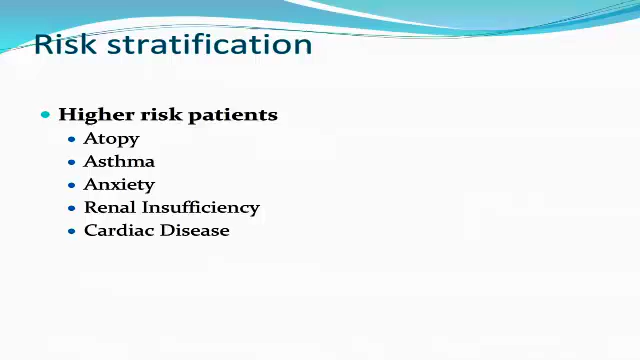 Risk stratification
Higher risk patients
Atopy
Asthma
Anxiety
Renal Insufficiency
Cardiac Disease